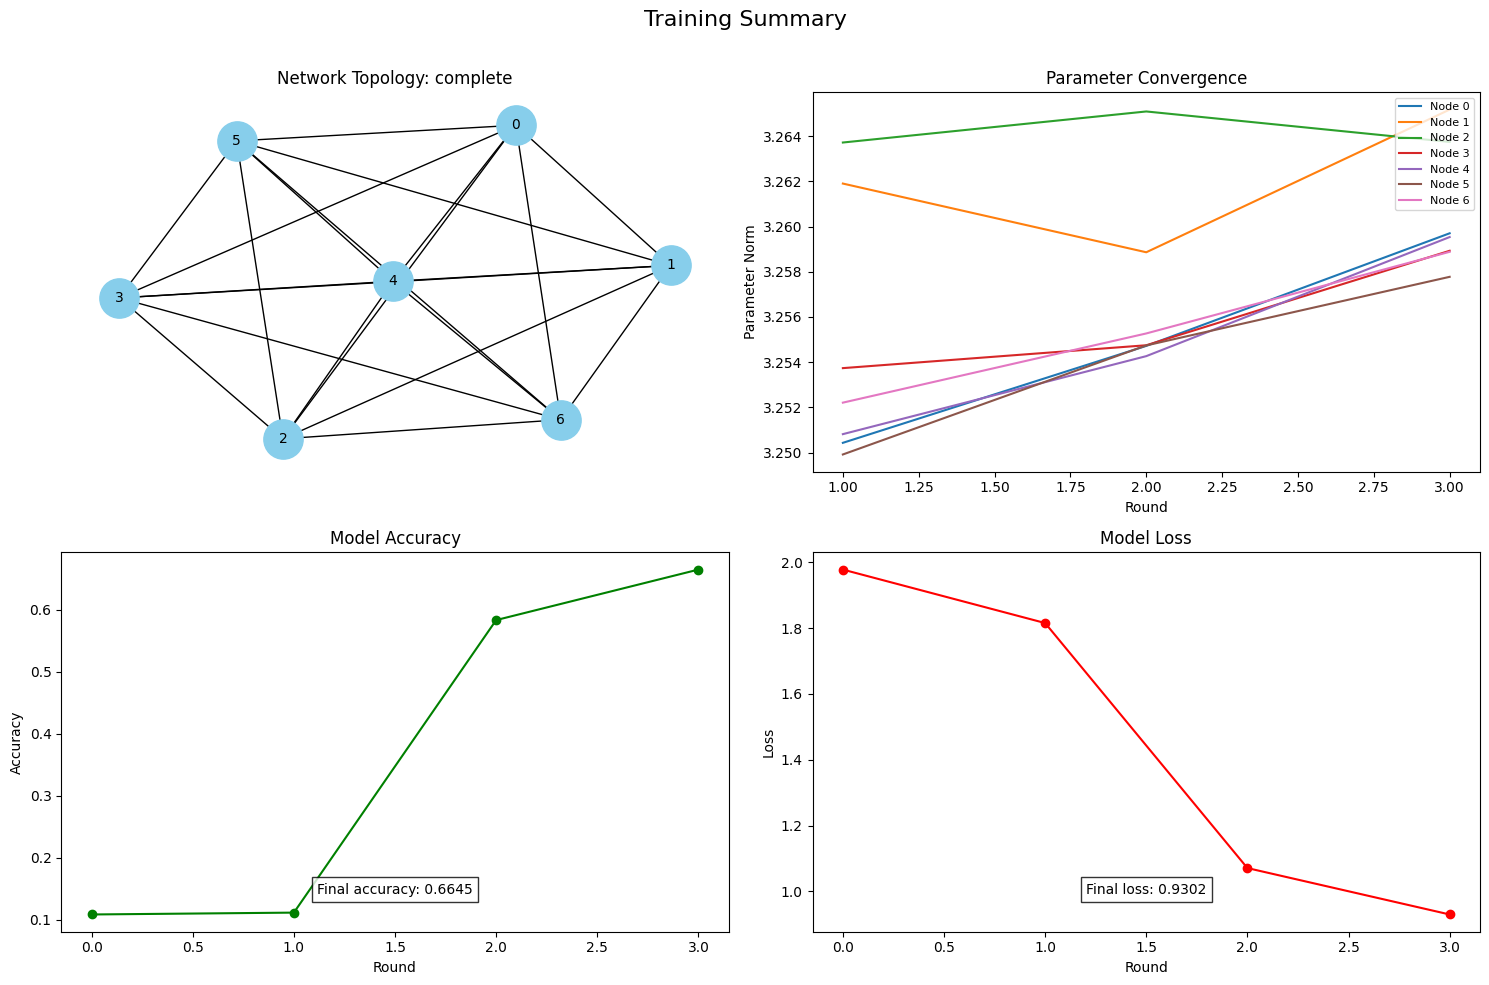 Training Summary
Network Topology: complete
5
0
1
4
3
6
2
Parameter Convergence
Parameter Norm
3.264
3.262
3.260
3.258
3.256
3.254
3.252
3.250
Node 0
Node 1
Node 2
Node 3
Node 4
Node 5
Node 6
1.00 1.25 1.50 1.75 2.00 2.25 2.50 2.75 3.00
Round
Model Accuracy
Accuracy
0.6
0.5
0.4
0.3
0.2
0.1
Final accuracy: 0.6645
0.0 0.5 1.0 1.5 2.0 2.5 3.0
Round
Model Loss
Loss
2.0
1.8
1.6
1.4
1.2
1.0
Final loss: 0.9302
0.0 0.5 1.0 1.5 2.0 2.5 3.0
Round